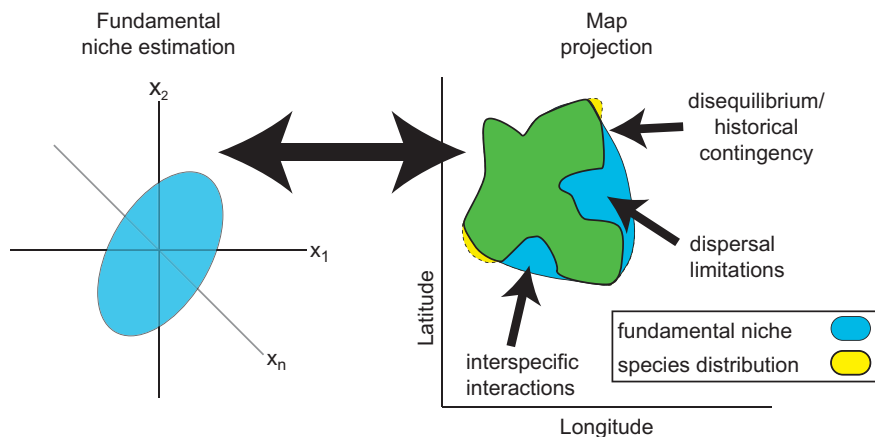 Fundamental
niche estimation
x₂
x₁
xₙ
Map
projection
disequilibrium/
historical
contingency
dispersal
limitations
interspecific
interactions
fundamental niche
species distribution
Latitude
Longitude